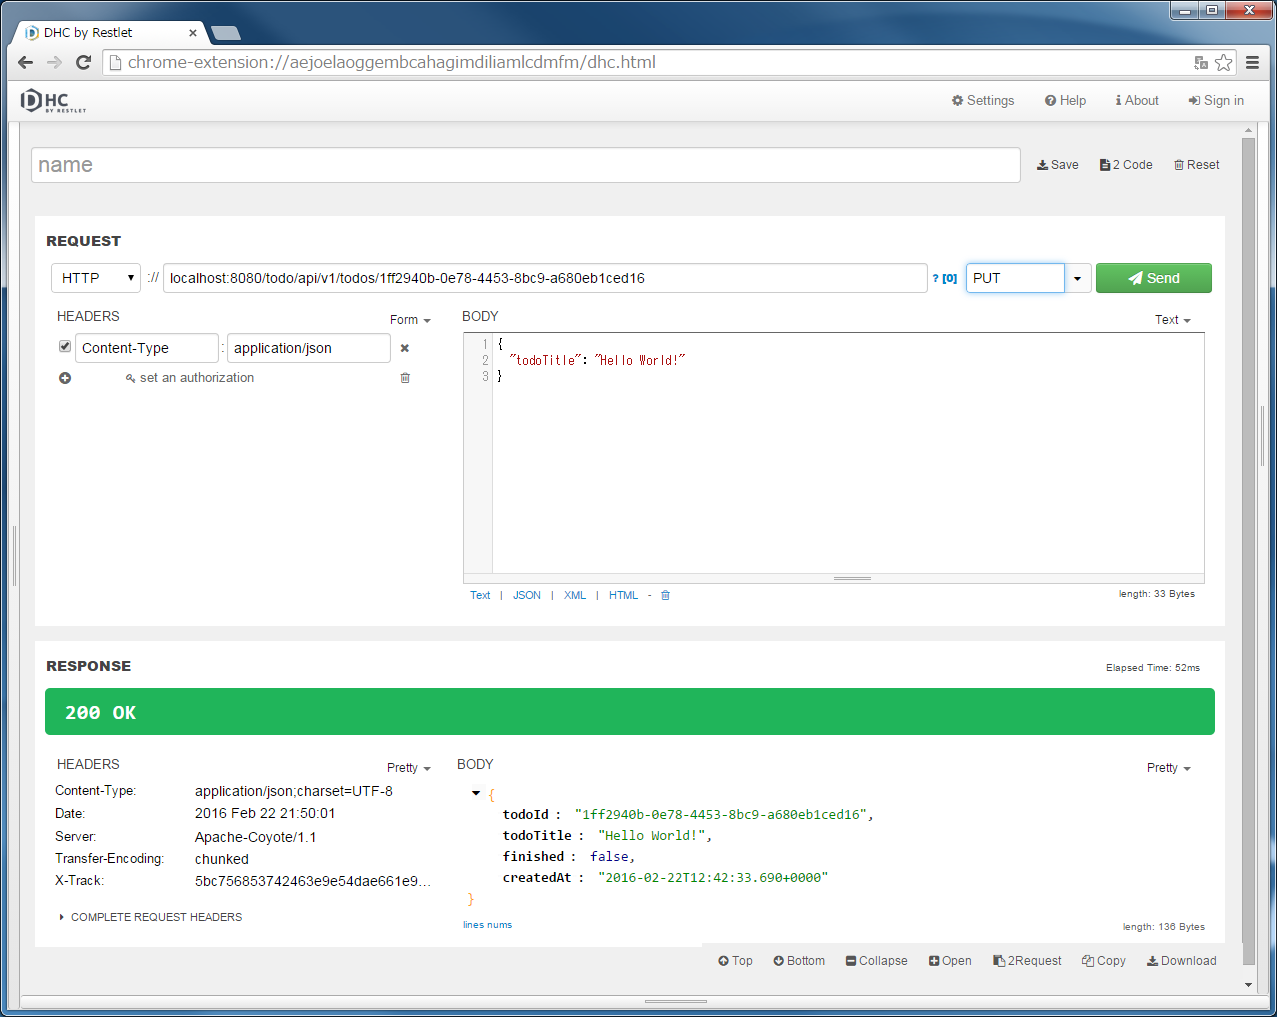 DHC by Restlet
chrome-extension://aejoelaoggembcahagimdiliamlcdmfm/dhc.html
DHC
BY RESTLET
Settings Help About Sign in
name
Save 2 Code Reset
REQUEST
HTTP :// localhost:8080/todo/api/v1/todos/1ff2940b-0e78-4453-8bc9-a680eb1ced16 ? [0] PUT Send
HEADERS Form
Content-Type : application/json
set an authorization
BODY Text
1 {
2 "todoTitle": "Hello World!"
3 }
Text | JSON | XML | HTML -
length: 33 Bytes
RESPONSE
Elapsed Time: 52ms
200 OK
HEADERS Pretty
Content-Type: application/json;charset=UTF-8
Date: 2016 Feb 22 21:50:01
Server: Apache-Coyote/1.1
Transfer-Encoding: chunked
X-Track: 5bc756853742463e9e54dae661e9...
COMPLETE REQUEST HEADERS
BODY Pretty
{
todoId : "1ff2940b-0e78-4453-8bc9-a680eb1ced16",
todoTitle : "Hello World!",
finished : false,
createdAt : "2016-02-22T12:42:33.690+0000"
}
lines nums
length: 136 Bytes
Top Bottom Collapse Open 2Request Copy Download